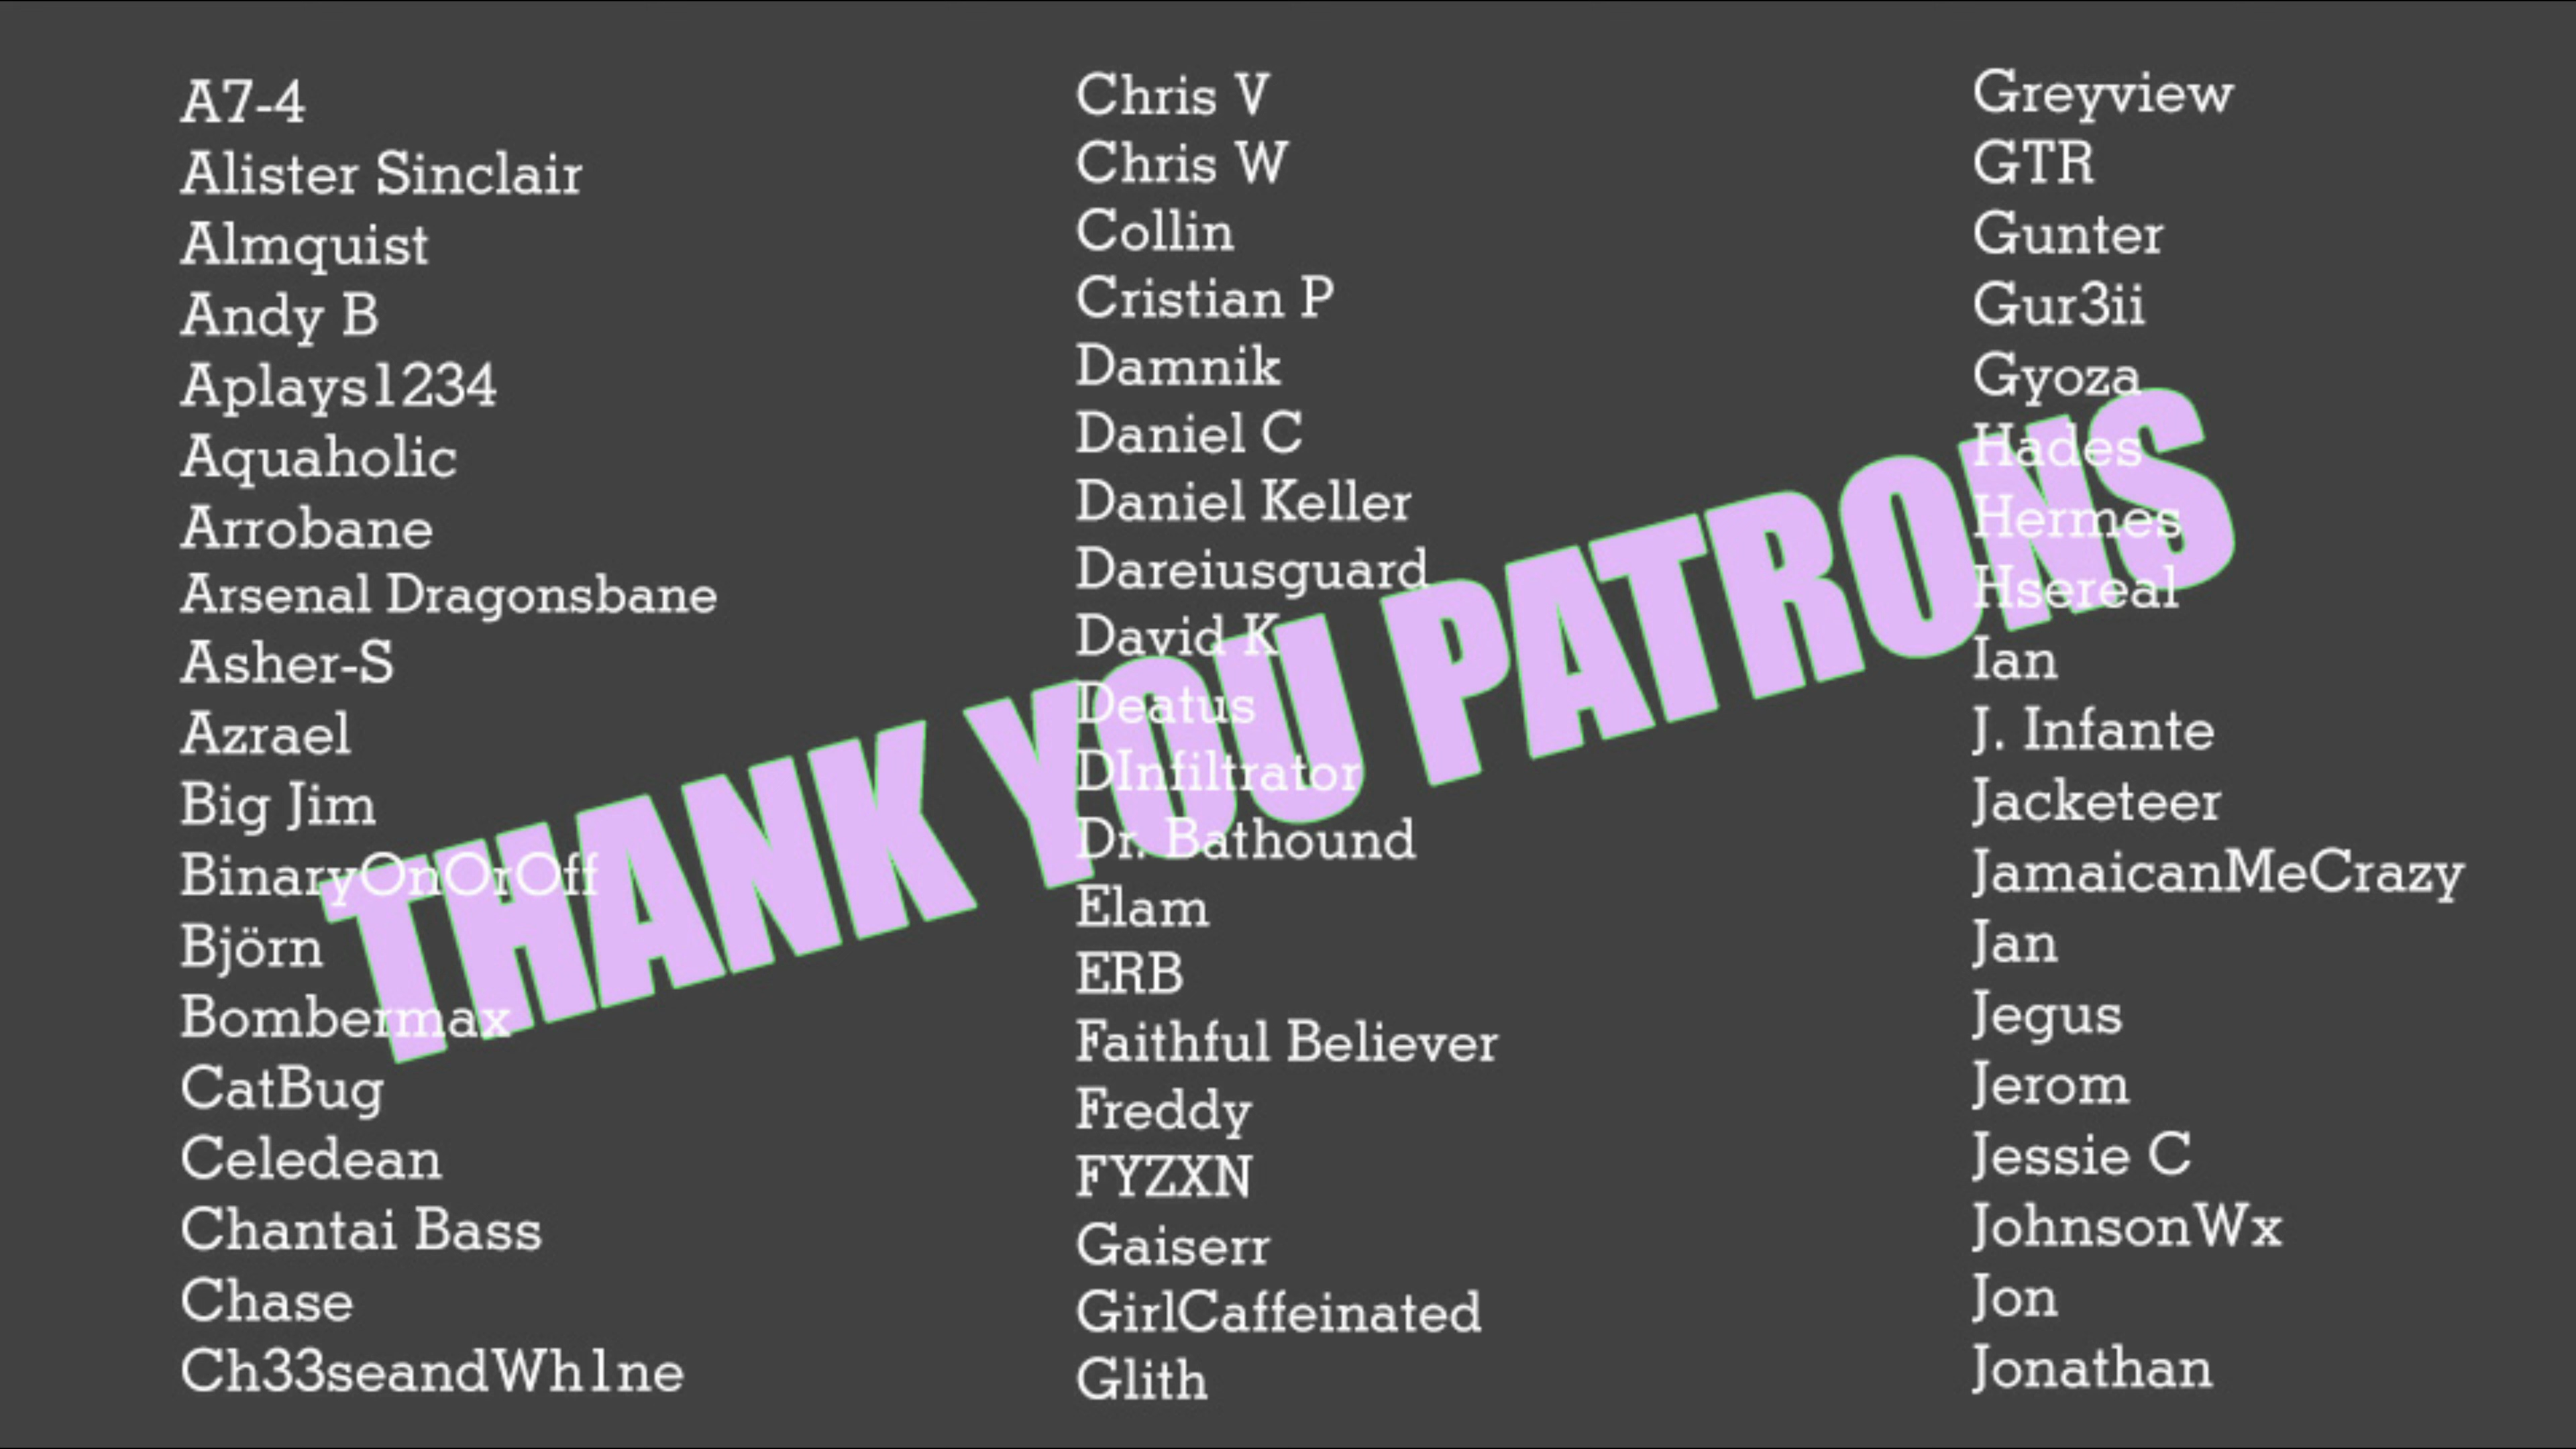 A7-4
Alister Sinclair
Almquist
Andy B
Aplays1234
Aquaholic
Arrobane
Arsenal Dragonsbane
Asher-S
Azrael
Big Jim
BinaryOnOrOff
Björn
Bombermax
CatBug
Celedean
Chantai Bass
Chase
Ch33seandWh1ne
Chris V
Chris W
Collin
Cristian P
Damnik
Daniel C
Daniel Keller
Dareiusguard
David K
Deatus
DInfiltrator
Dr. Bathound
Elam
ERB
Faithful Believer
Freddy
FYZXN
Gaiserr
GirlCaffeinated
Glith
Greyview
GTR
Gunter
Gur3ii
Gyoza
Hades
Hermes
Hsereal
Ian
J. Infante
Jacketeer
JamaicanMeCrazy
Jan
Jegus
Jerom
Jessie C
JohnsonWx
Jon
Jonathan
THANK YOU PATRONS